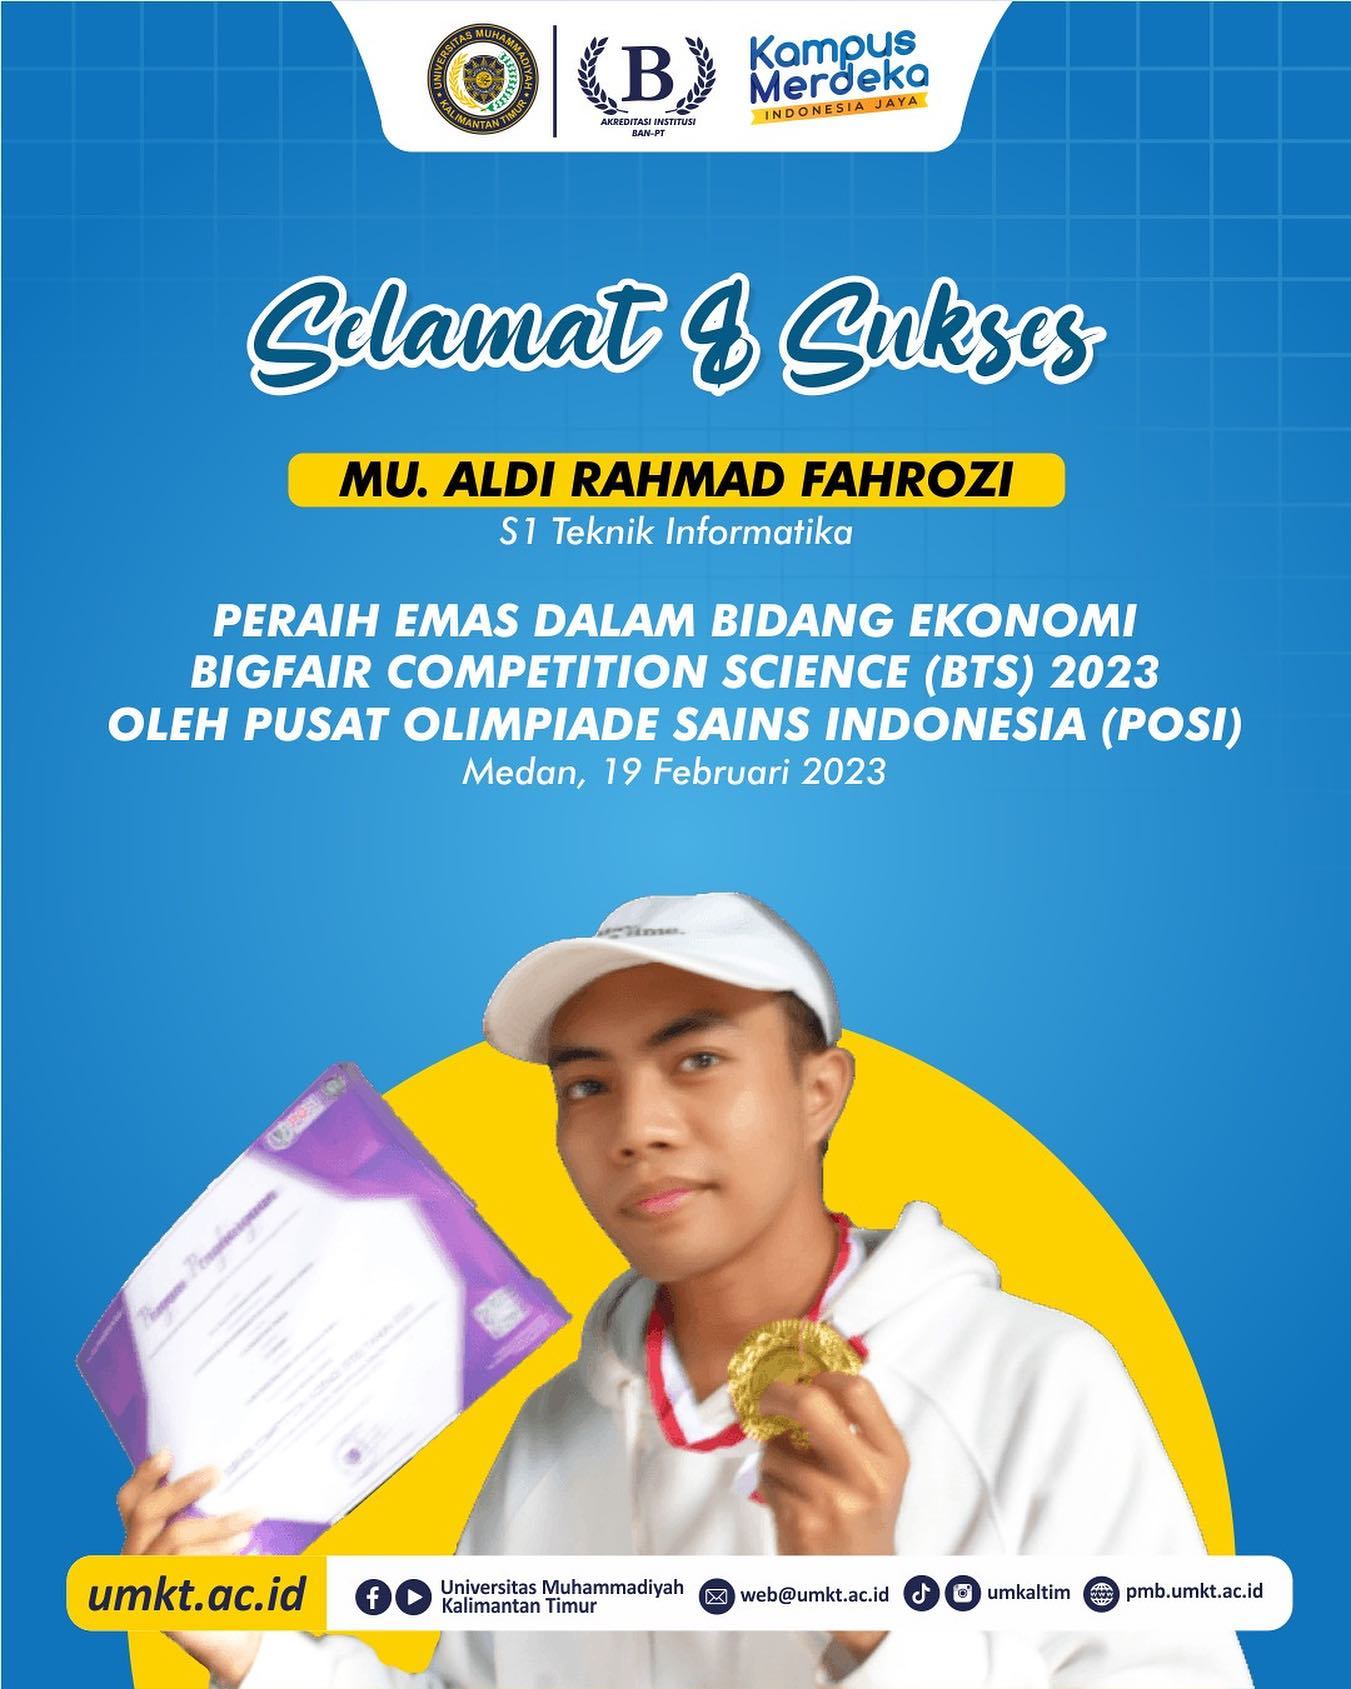 UNIVERSITAS MUHAMMADIYAH
KALIMANTAN TIMUR
B
AKREDITASI INSTITUSI
BAN-PT
Kampus
Merdeka
INDONESIA JAYA
Selamat & Sukses
MU. ALDI RAHMAD FAHROZI
S1 Teknik Informatika
PERAIH EMAS DALAM BIDANG EKONOMI
BIGFAIR COMPETITION SCIENCE (BTS) 2023
OLEH PUSAT OLIMPIADE SAINS INDONESIA (POSI)
Medan, 19 Februari 2023
Piagam Penghargaan
umkt.ac.id
Universitas Muhammadiyah
Kalimantan Timur
web@umkt.ac.id
umkaltim
pmb.umkt.ac.id